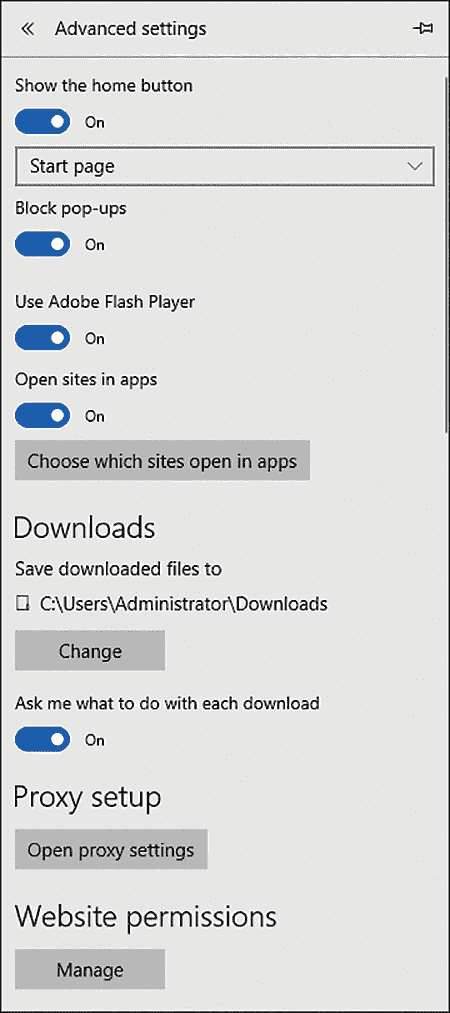 Advanced settings
Show the home button
On
Start page
Block pop-ups
On
Use Adobe Flash Player
On
Open sites in apps
On
Choose which sites open in apps
Downloads
Save downloaded files to
C:\Users\Administrator\Downloads
Change
Ask me what to do with each download
On
Proxy setup
Open proxy settings
Website permissions
Manage